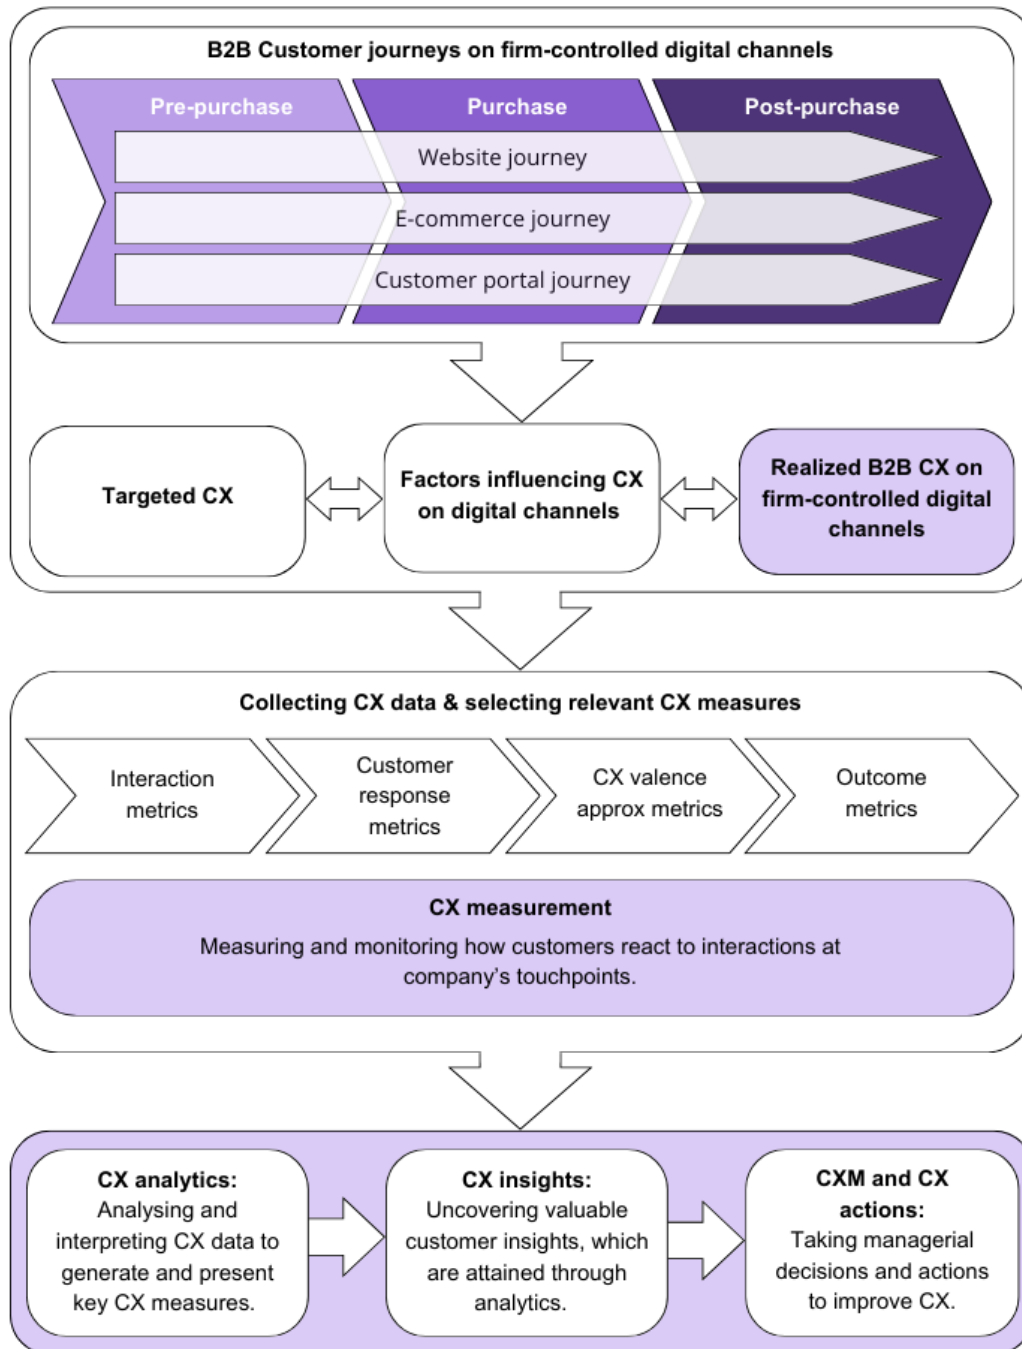 B2B Customer journeys on firm-controlled digital channels
Pre-purchase
Purchase
Post-purchase
Website journey
E-commerce journey
Customer portal journey
Targeted CX
Factors influencing CX
on digital channels
Realized B2B CX on
firm-controlled digital
channels
Collecting CX data & selecting relevant CX measures
Interaction
metrics
Customer
response
metrics
CX valence
approx metrics
Outcome
metrics
CX measurement
Measuring and monitoring how customers react to interactions at
company’s touchpoints.
CX analytics:
Analysing and
interpreting CX data to
generate and present
key CX measures.
CX insights:
Uncovering valuable
customer insights, which
are attained through
analytics.
CXM and CX
actions:
Taking managerial
decisions and actions
to improve CX.